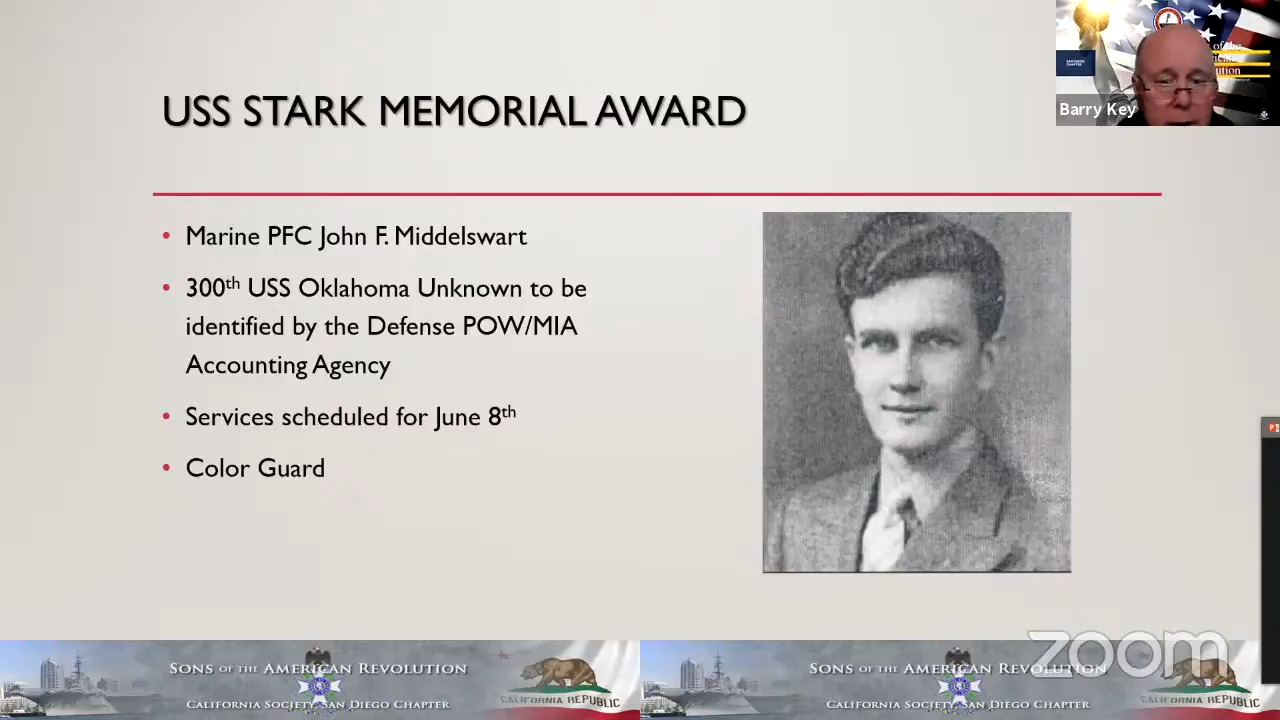 USS STARK MEMORIAL AWARD
Barry Key
• Marine PFC John F. Middelswart
• 300th USS Oklahoma Unknown to be
identified by the Defense POW/MIA
Accounting Agency
• Services scheduled for June 8th
• Color Guard
SONS OF THE AMERICAN REVOLUTION
CALIFORNIA SOCIETY, SAN DIEGO CHAPTER
CALIFORNIA REPUBLIC
SONS OF THE AMERICAN REVOLUTION
CALIFORNIA SOCIETY, SAN DIEGO CHAPTER
CALIFORNIA REPUBLIC
zoom